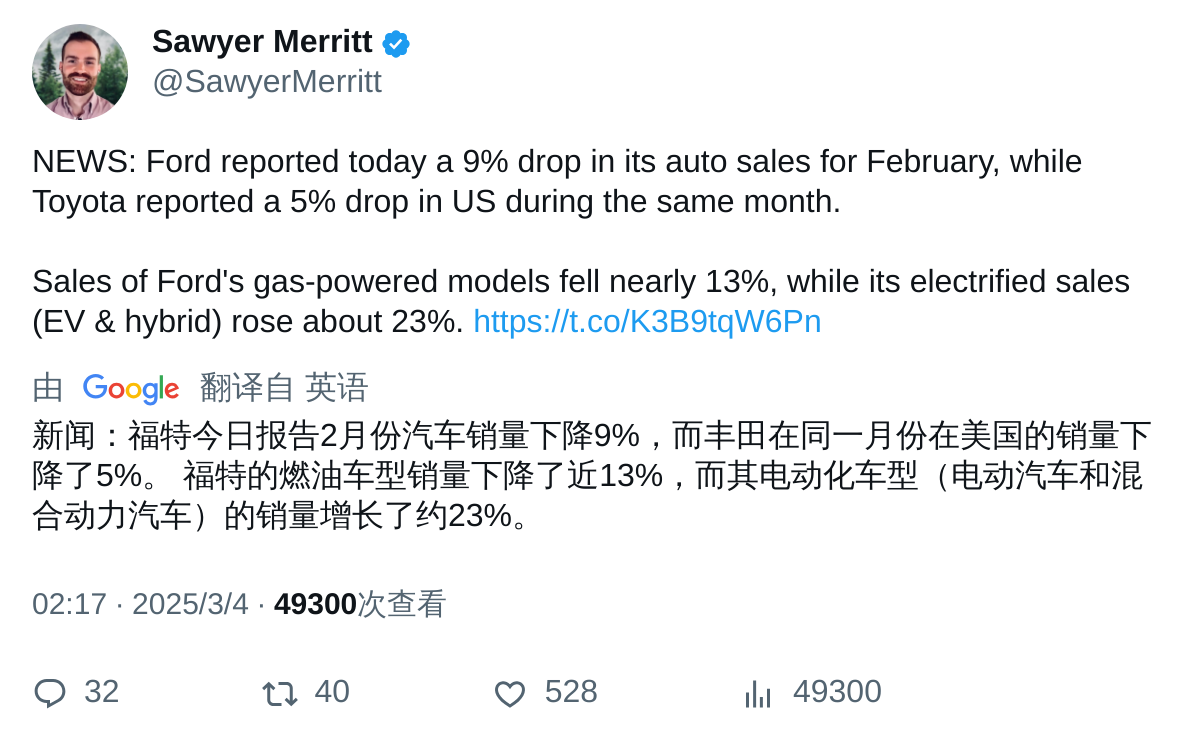 Sawyer Merritt
@SawyerMerritt
NEWS: Ford reported today a 9% drop in its auto sales for February, while
Toyota reported a 5% drop in US during the same month.
Sales of Ford's gas-powered models fell nearly 13%, while its electrified sales
(EV & hybrid) rose about 23%. https://t.co/K3B9tqW6Pn
由 Google 翻译自 英语
新闻：福特今日报告2月份汽车销量下降9%，而丰田在同一月份在美国的销量下
降了5%。 福特的燃油车型销量下降了近13%，而其电动化车型（电动汽车和混
合动力汽车）的销量增长了约23%。
02:17 · 2025/3/4 · 49300次查看
32 40 528 49300